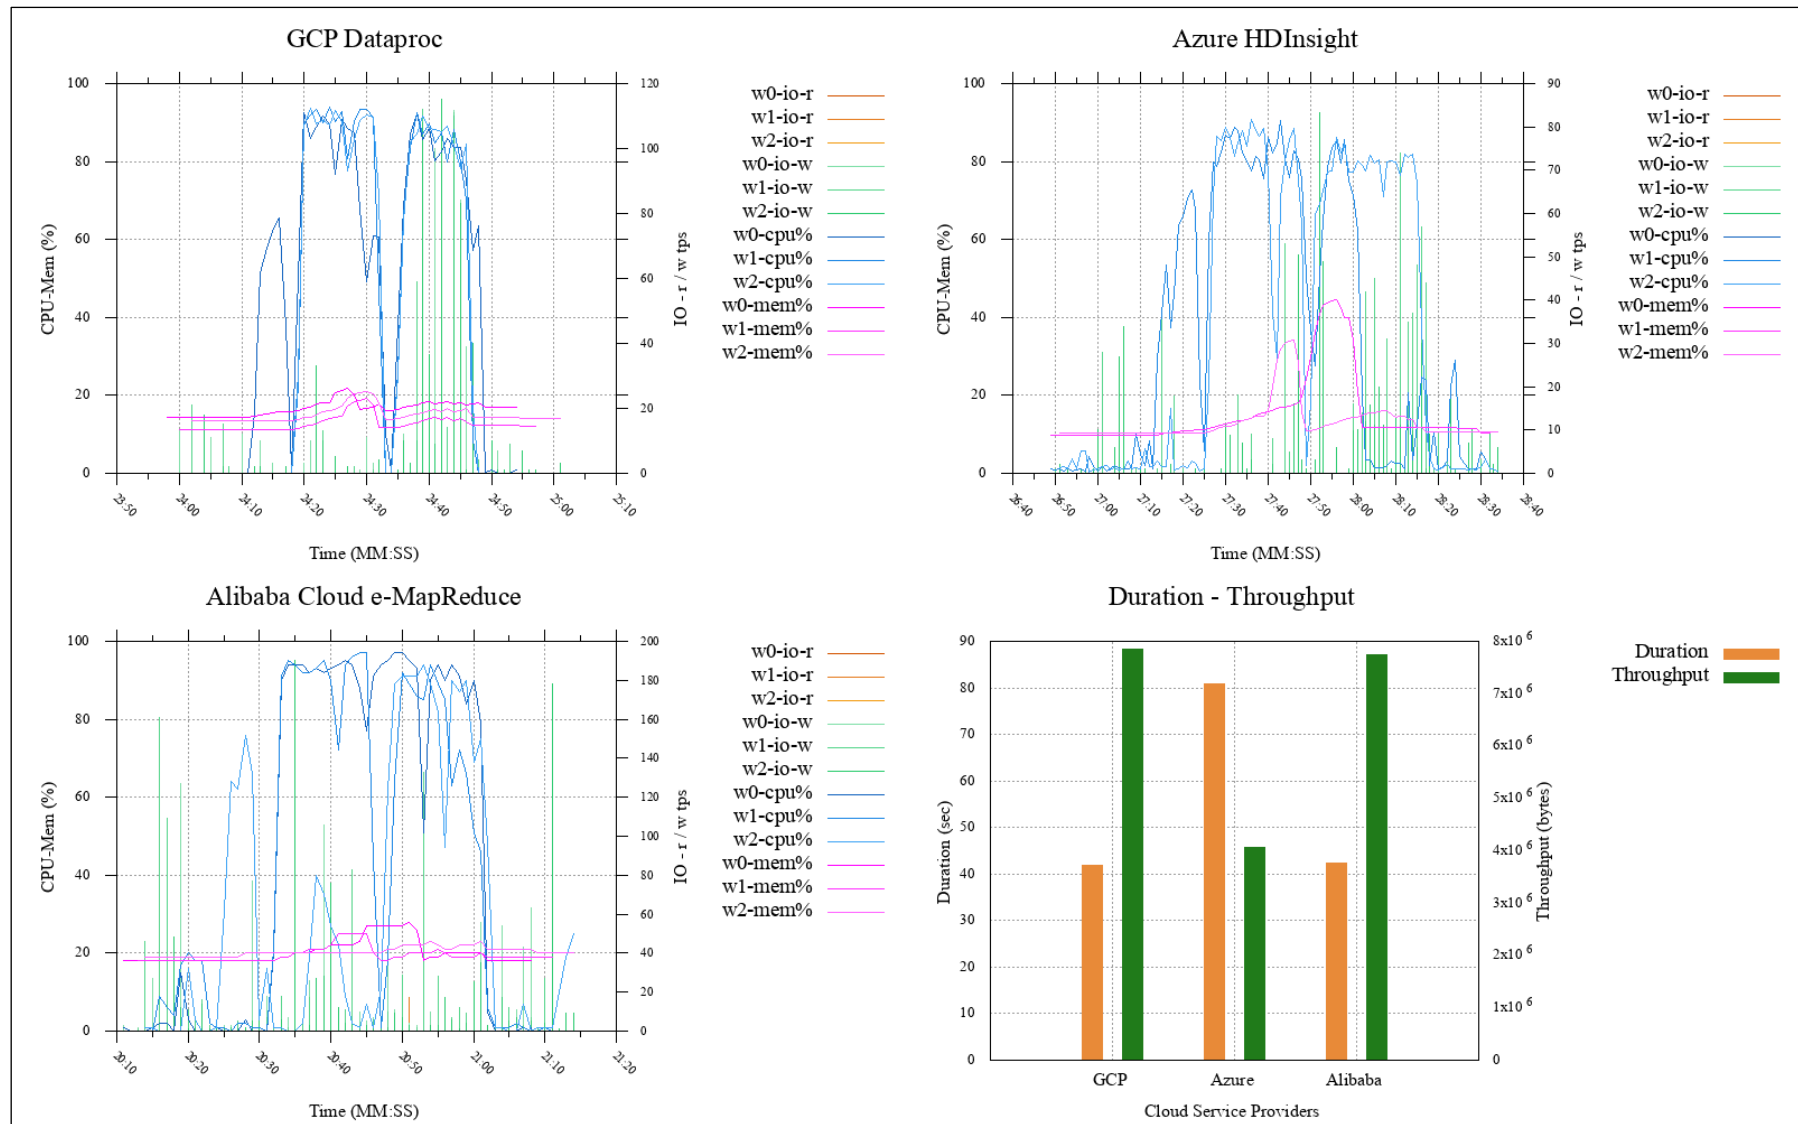 GCP Dataproc
100
80
60
40
20
0
CPU-Mem (%)
120
100
80
60
40
20
0
IO - r / w tps
23:50
24:00
24:10
24:20
24:30
24:40
24:50
25:00
25:10
Time (MM:SS)
w0-io-r
w1-io-r
w2-io-r
w0-io-w
w1-io-w
w2-io-w
w0-cpu%
w1-cpu%
w2-cpu%
w0-mem%
w1-mem%
w2-mem%
Azure HDInsight
100
80
60
40
20
0
CPU-Mem (%)
90
80
70
60
50
40
30
20
10
0
IO - r / w tps
26:40
26:50
27:00
27:10
27:20
27:30
27:40
27:50
28:00
28:10
28:20
28:30
28:40
Time (MM:SS)
w0-io-r
w1-io-r
w2-io-r
w0-io-w
w1-io-w
w2-io-w
w0-cpu%
w1-cpu%
w2-cpu%
w0-mem%
w1-mem%
w2-mem%
Alibaba Cloud e-MapReduce
100
80
60
40
20
0
CPU-Mem (%)
200
180
160
140
120
100
80
60
40
20
0
IO - r / w tps
20:10
20:20
20:30
20:40
20:50
21:00
21:10
21:20
Time (MM:SS)
w0-io-r
w1-io-r
w2-io-r
w0-io-w
w1-io-w
w2-io-w
w0-cpu%
w1-cpu%
w2-cpu%
w0-mem%
w1-mem%
w2-mem%
Duration - Throughput
90
80
70
60
50
40
30
20
10
0
Duration (sec)
8x10 6
7x10 6
6x10 6
5x10 6
4x10 6
3x10 6
2x10 6
1x10 6
0
Throughput (bytes)
GCP
Azure
Alibaba
Cloud Service Providers
Duration
Throughput